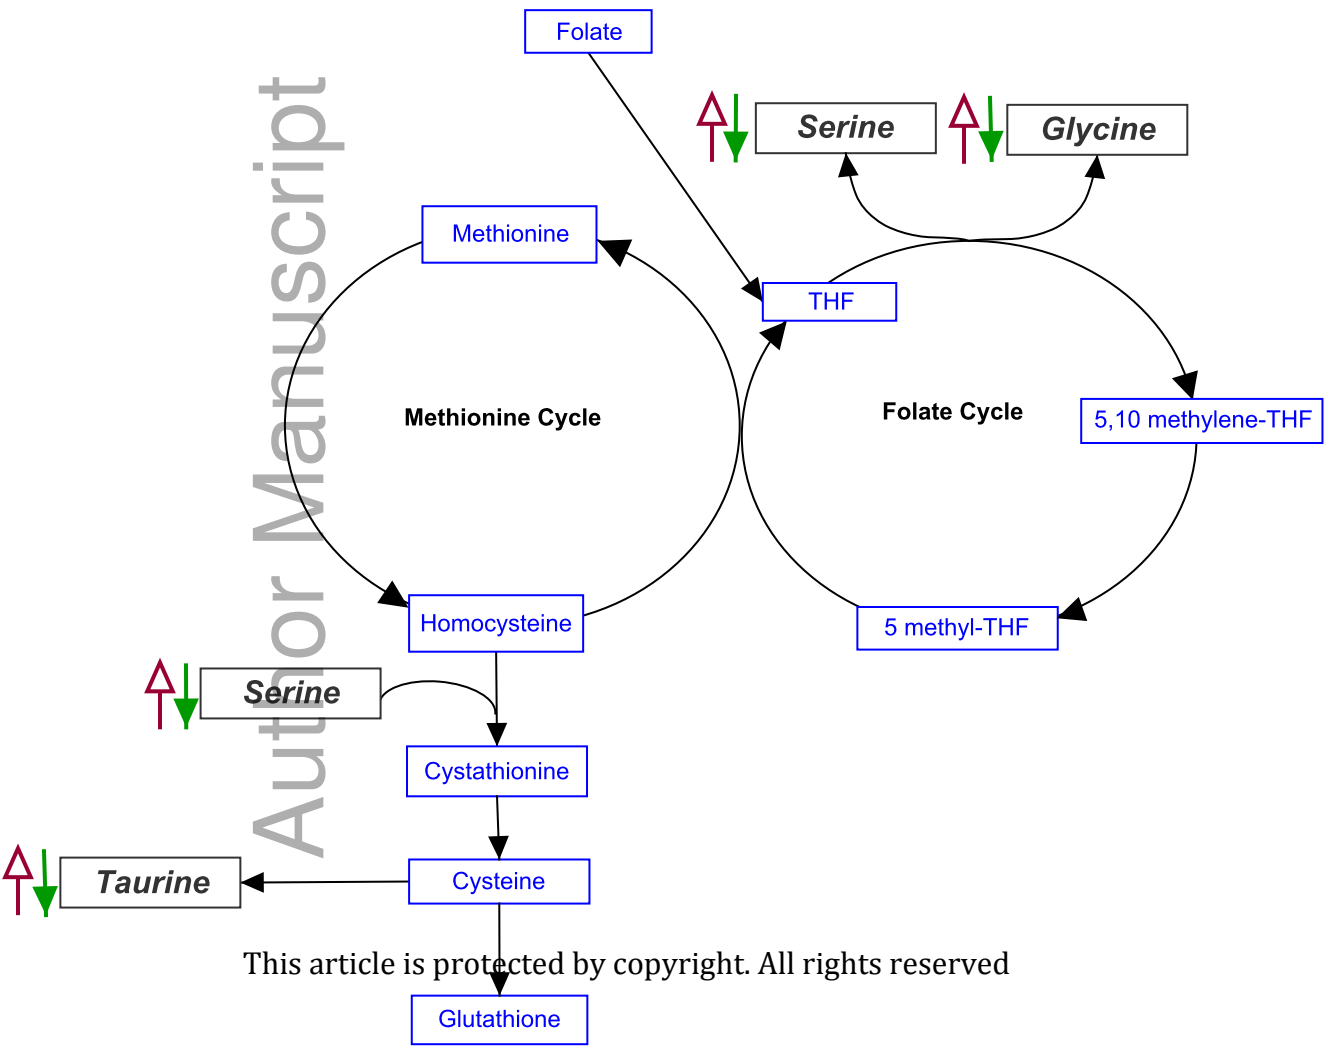 Folate
Serine
Glycine
Methionine
THF
Methionine Cycle
Folate Cycle
5,10 methylene-THF
Homocysteine
5 methyl-THF
Serine
Cystathionine
Taurine
Cysteine
Glutathione
Author Manuscript
This article is protected by copyright. All rights reserved